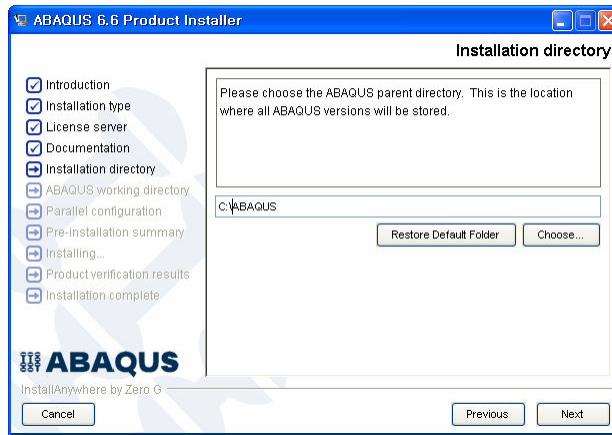 ABAQUS 6.6 Product Installer
Installation directory
Introduction
Installation type
License server
Documentation
Installation directory
ABAQUS working directory
Parallel configuration
Pre-installation summary
Installing...
Product verification results
Installation complete
Please choose the ABAQUS parent directory. This is the location
where all ABAQUS versions will be stored.
C:\ABAQUS
Restore Default Folder
Choose...
ABAQUS
InstallAnywhere by Zero G
Cancel
Previous
Next